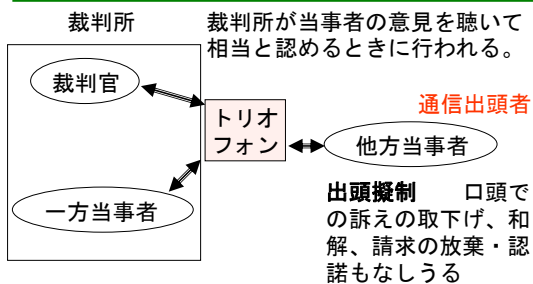 裁判所
裁判所が当事者の意見を聴いて
相当と認めるときに行われる。
裁判官
トリオ
フォン
通信出頭者
他方当事者
一方当事者
出頭擬制　口頭で
の訴えの取下げ、和
解、請求の放棄・認
諾もなしうる